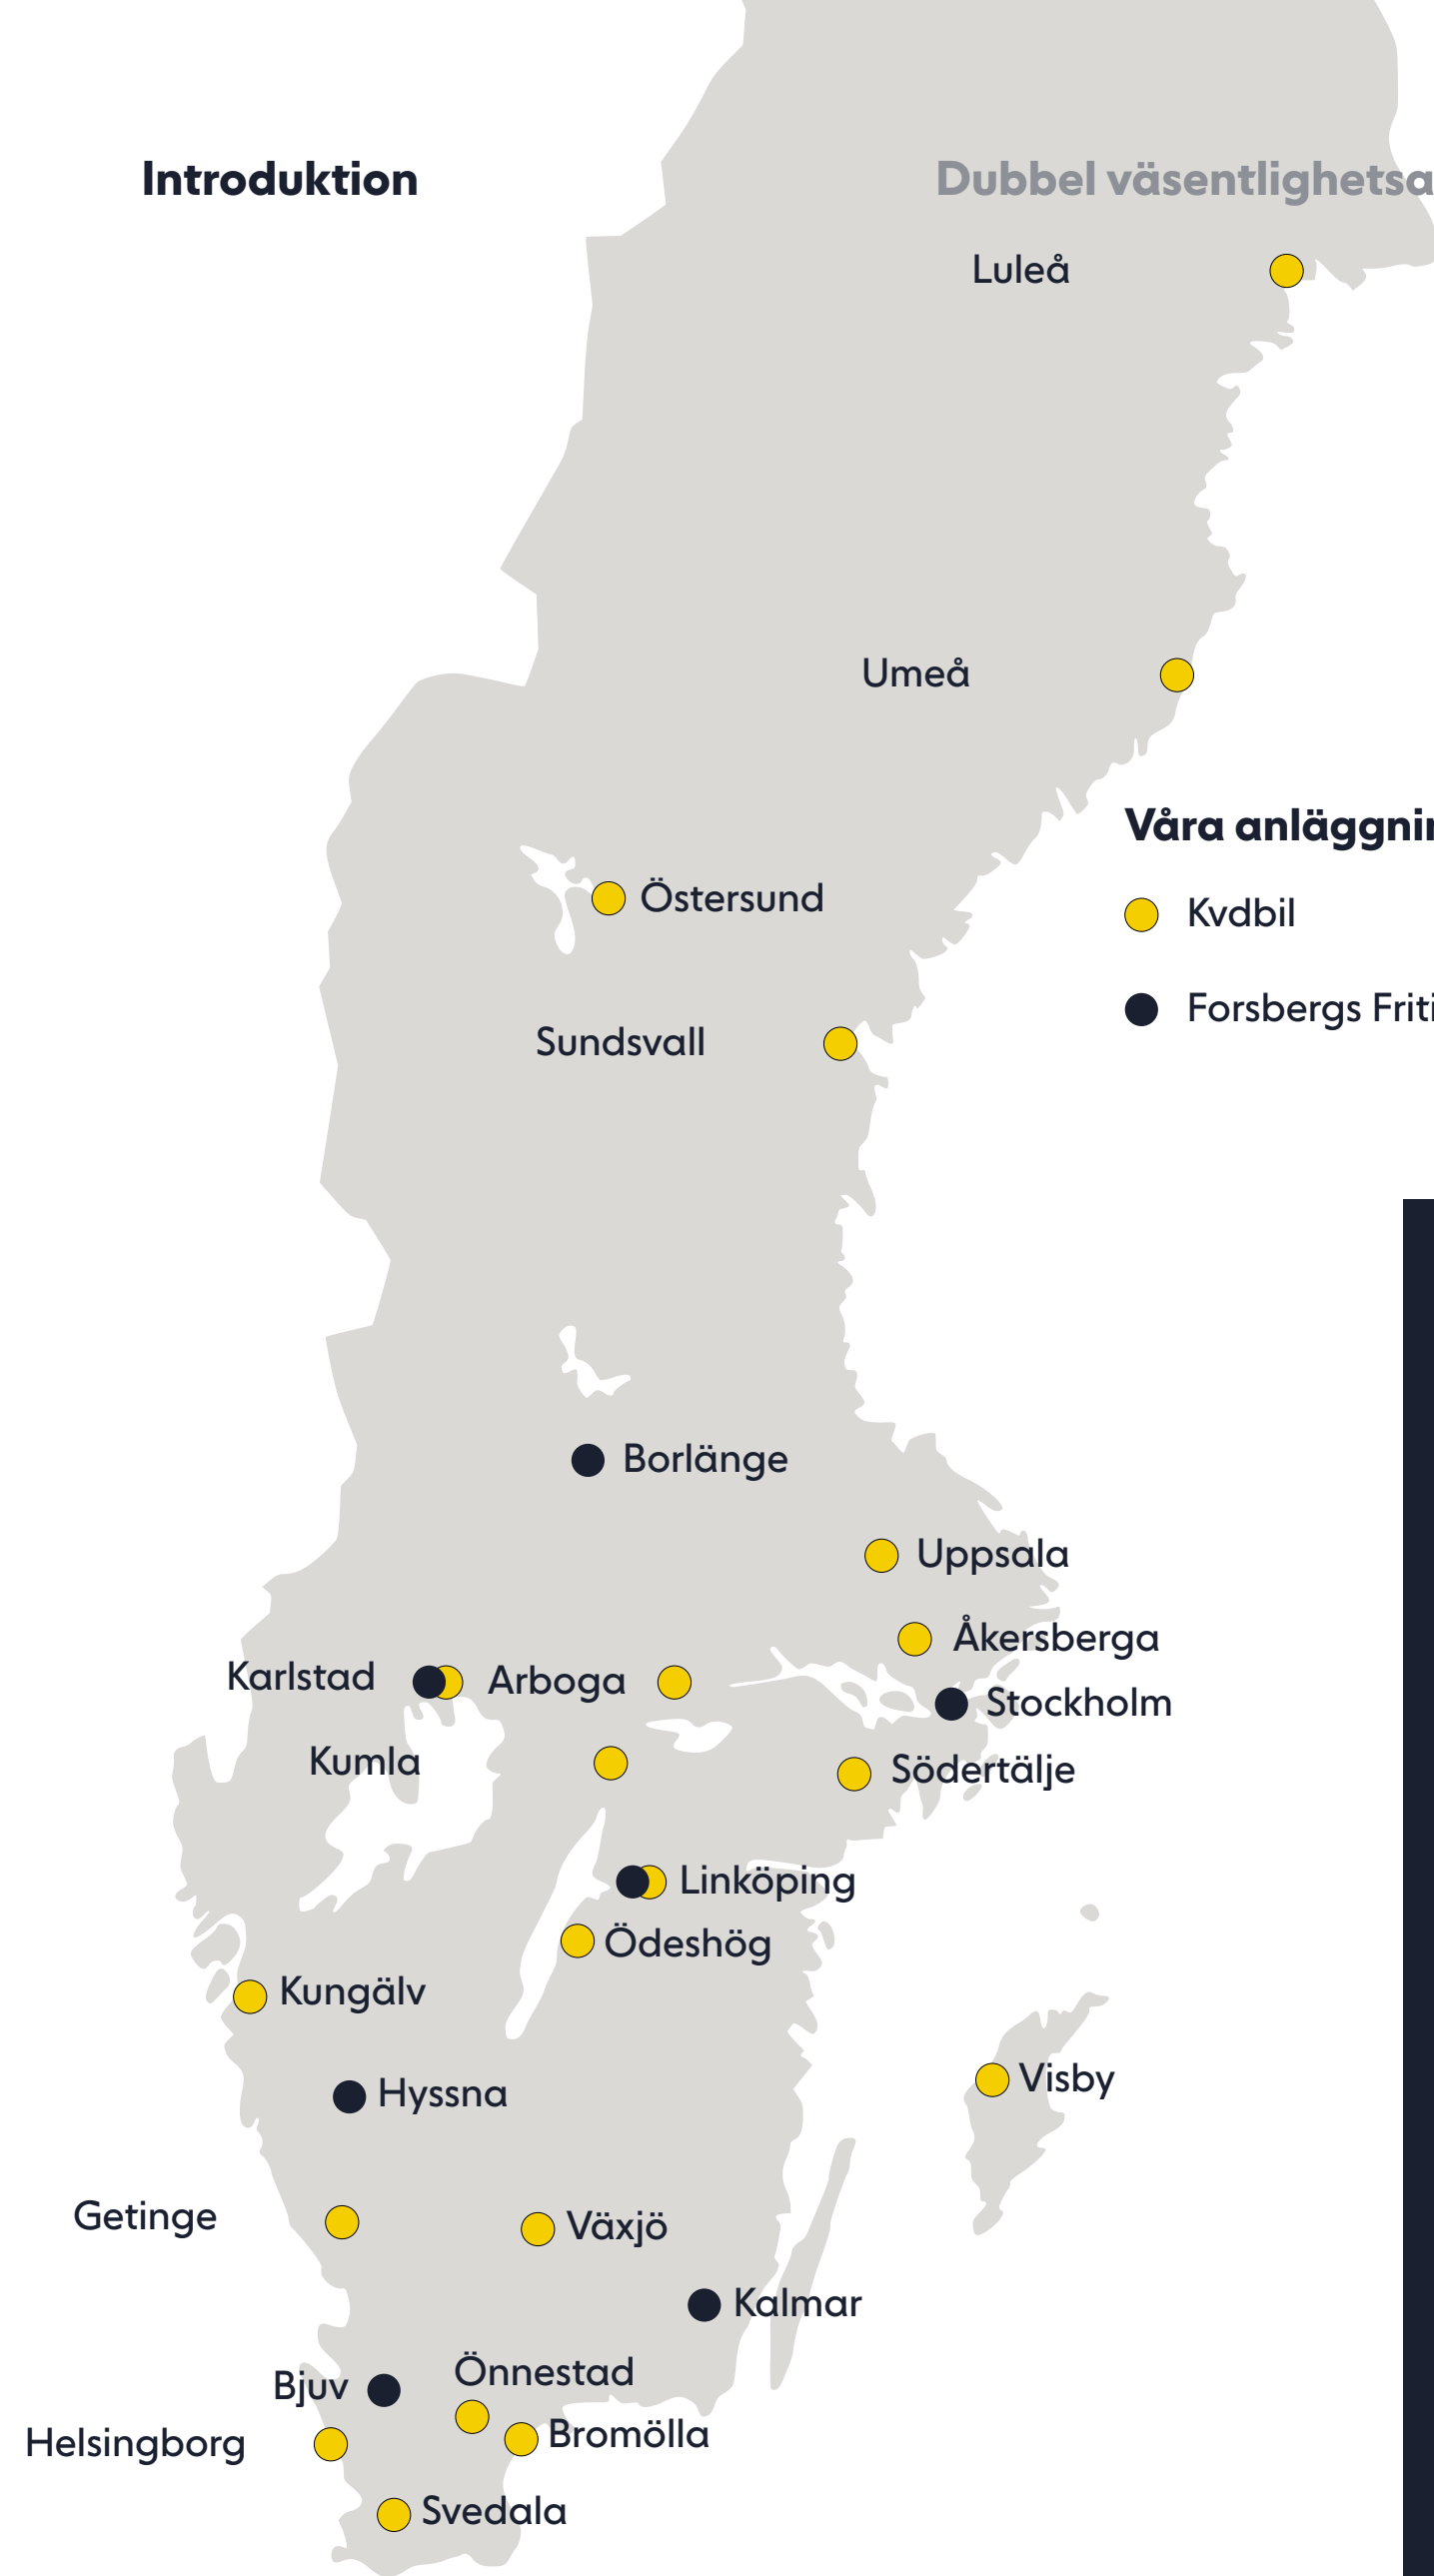 Introduktion
Dubbel väsentlighetsa
Luleå
Umeå
Våra anläggni
Kvdbil
Östersund
Forsbergs Friti
Sundsvall
Borlänge
Uppsala
Åkersberga
Karlstad
Arboga
Stockholm
Kumla
Södertälje
Linköping
Ödeshög
Kungälv
Visby
Hyssna
Getinge
Växjö
Kalmar
Önnestad
Bjuv
Bromölla
Helsingborg
Svedala